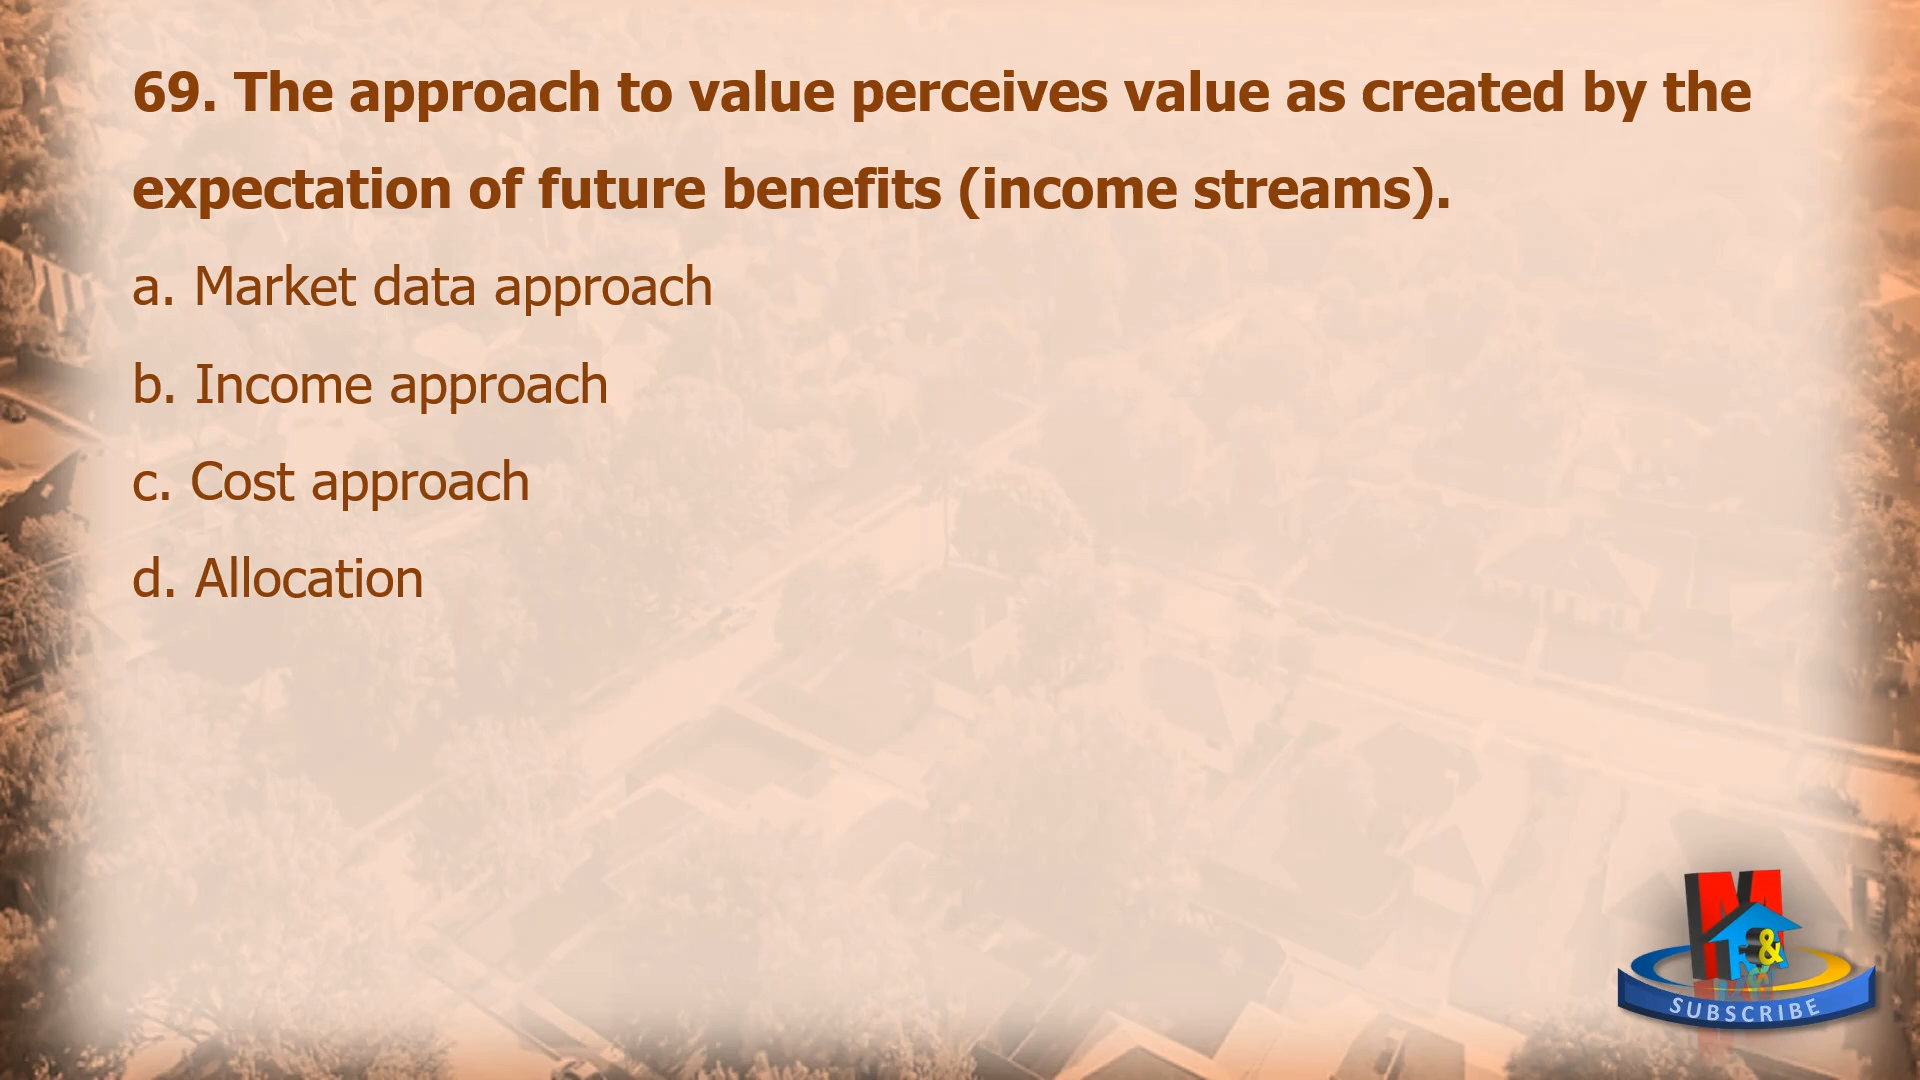 69. The approach to value perceives value as created by the
expectation of future benefits (income streams).
a. Market data approach
b. Income approach
c. Cost approach
d. Allocation
M
&
SUBSCRIBE